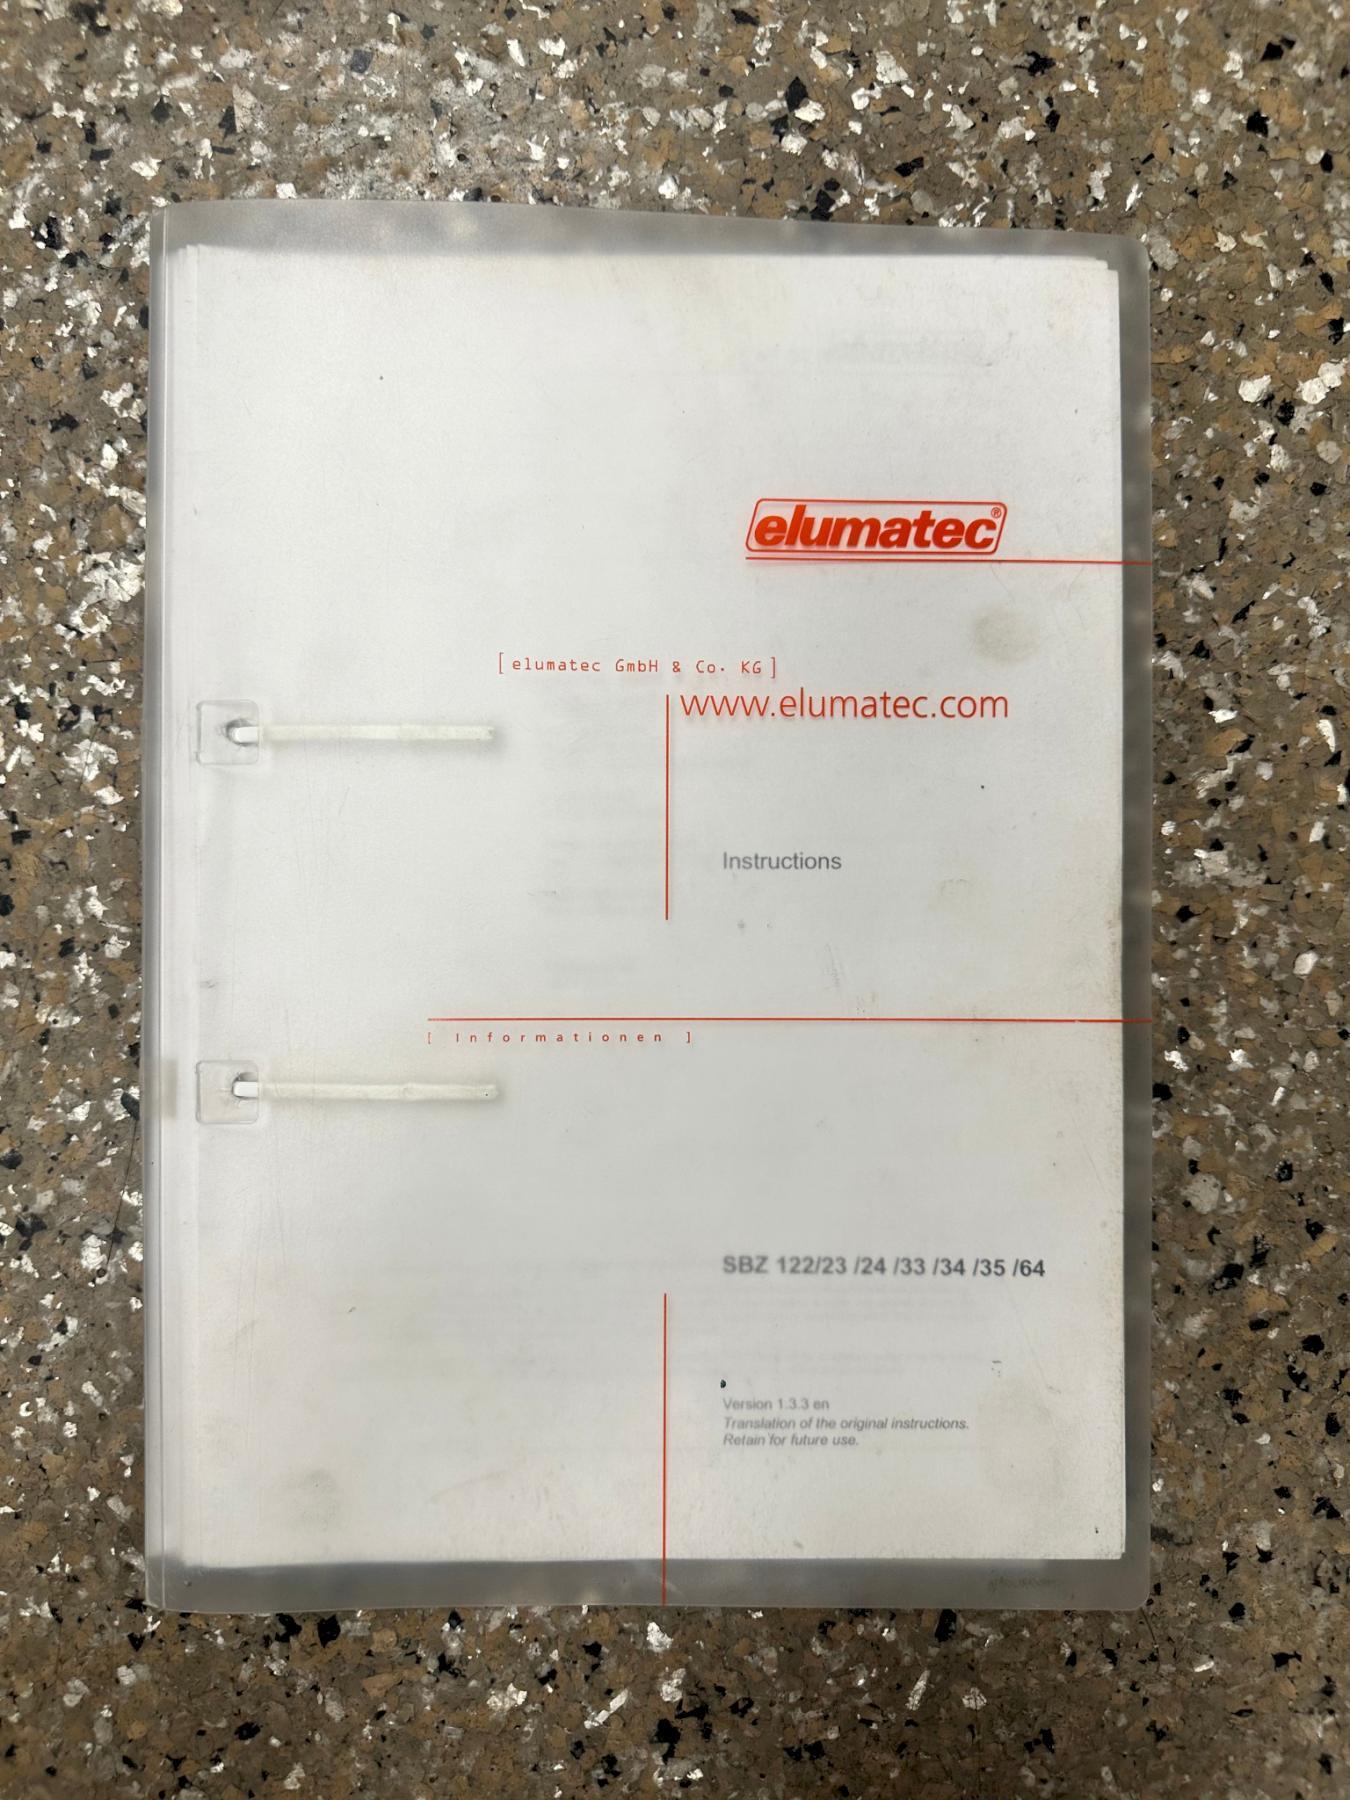 elumatec®
[ elumatec GmbH & Co. KG ]
www.elumatec.com
Instructions
[ Informationen ]
SBZ 122/23 /24 /33 /34 /35 /64
Version 1.3.3 en
Translation of the original instructions.
Retain for future use.